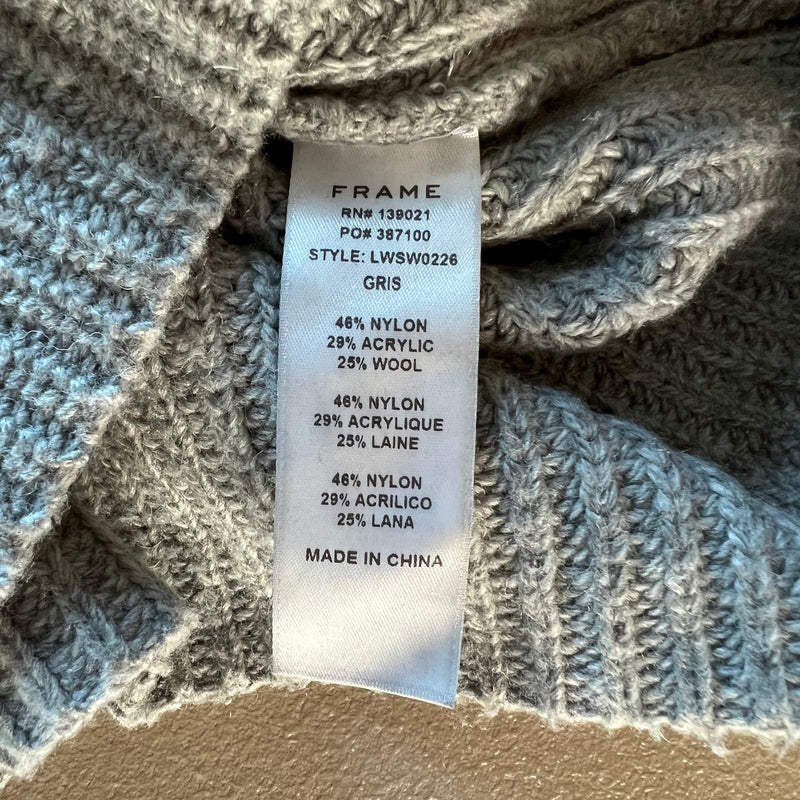 FRAME
RN# 139021
PO# 387100
STYLE: LWSW0226
GRIS
46% NYLON
29% ACRYLIC
25% WOOL
46% NYLON
29% ACRYLIQUE
25% LAINE
46% NYLON
29% ACRILICO
25% LANA
MADE IN CHINA